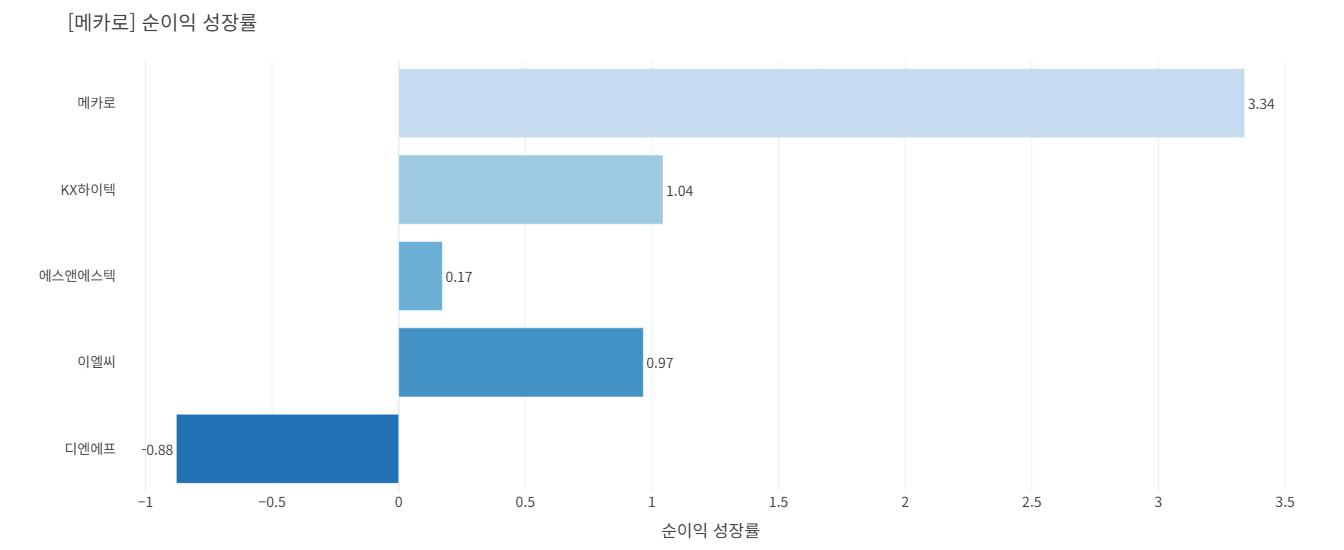 [메카로] 순이익 성장률
메카로
3.34
KX하이텍
1.04
에스앤에스텍
0.17
이엘씨
0.97
디엔에프
-0.88
−1
−0.5
0
0.5
1
1.5
2
2.5
3
3.5
순이익 성장률